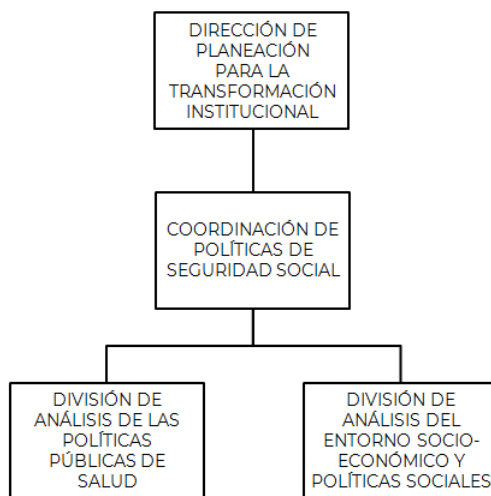 DIRECCIÓN DE
PLANEACIÓN
PARA LA
TRANSFORMACIÓN
INSTITUCIONAL
COORDINACIÓN DE
POLÍTICAS DE
SEGURIDAD SOCIAL
DIVISIÓN DE
ANÁLISIS DE LAS
POLÍTICAS
PÚBLICAS DE
SALUD
DIVISIÓN DE
ANÁLISIS DEL
ENTORNO SOCIO-
ECONÓMICO Y
POLÍTICAS SOCIALES